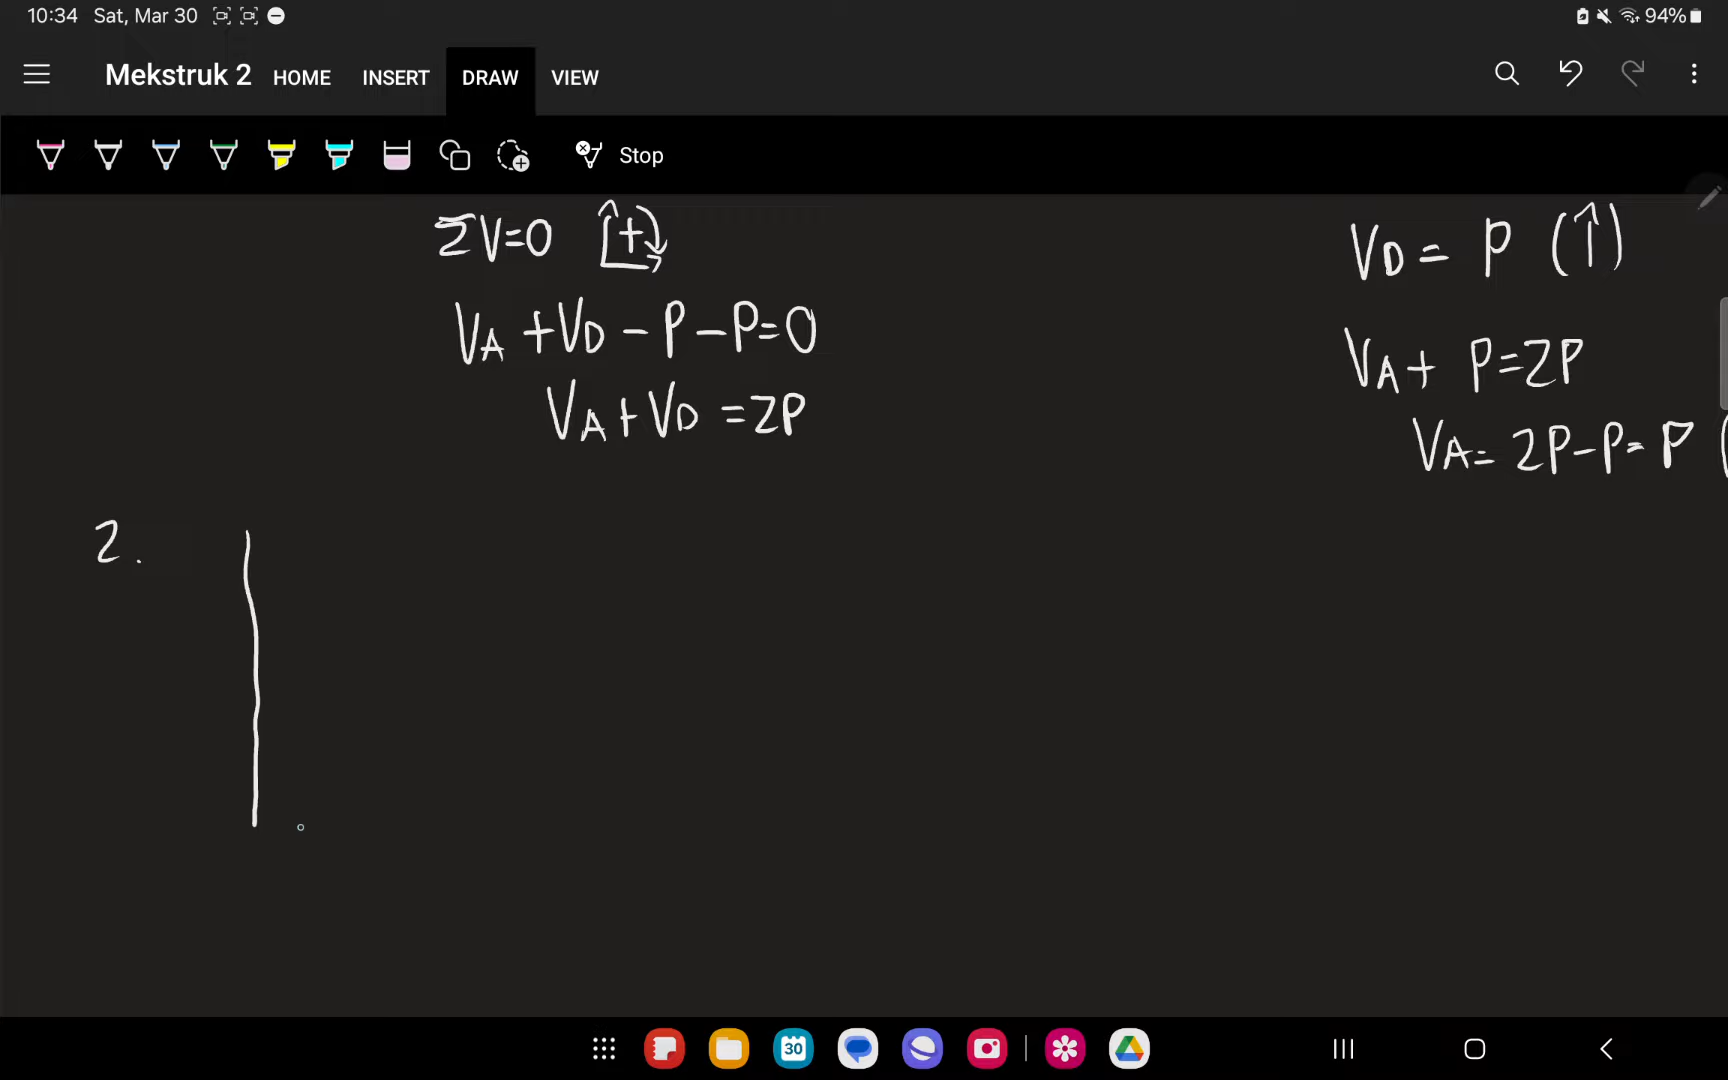 10:34 Sat, Mar 30 94%
Mekstruk 2 HOME INSERT DRAW VIEW
Stop
ΣV=0 [+]
VA + VD - P - P = 0
VA + VD = 2P
VD = P (↑)
VA + P = 2P
VA = 2P - P = P (
2.
30